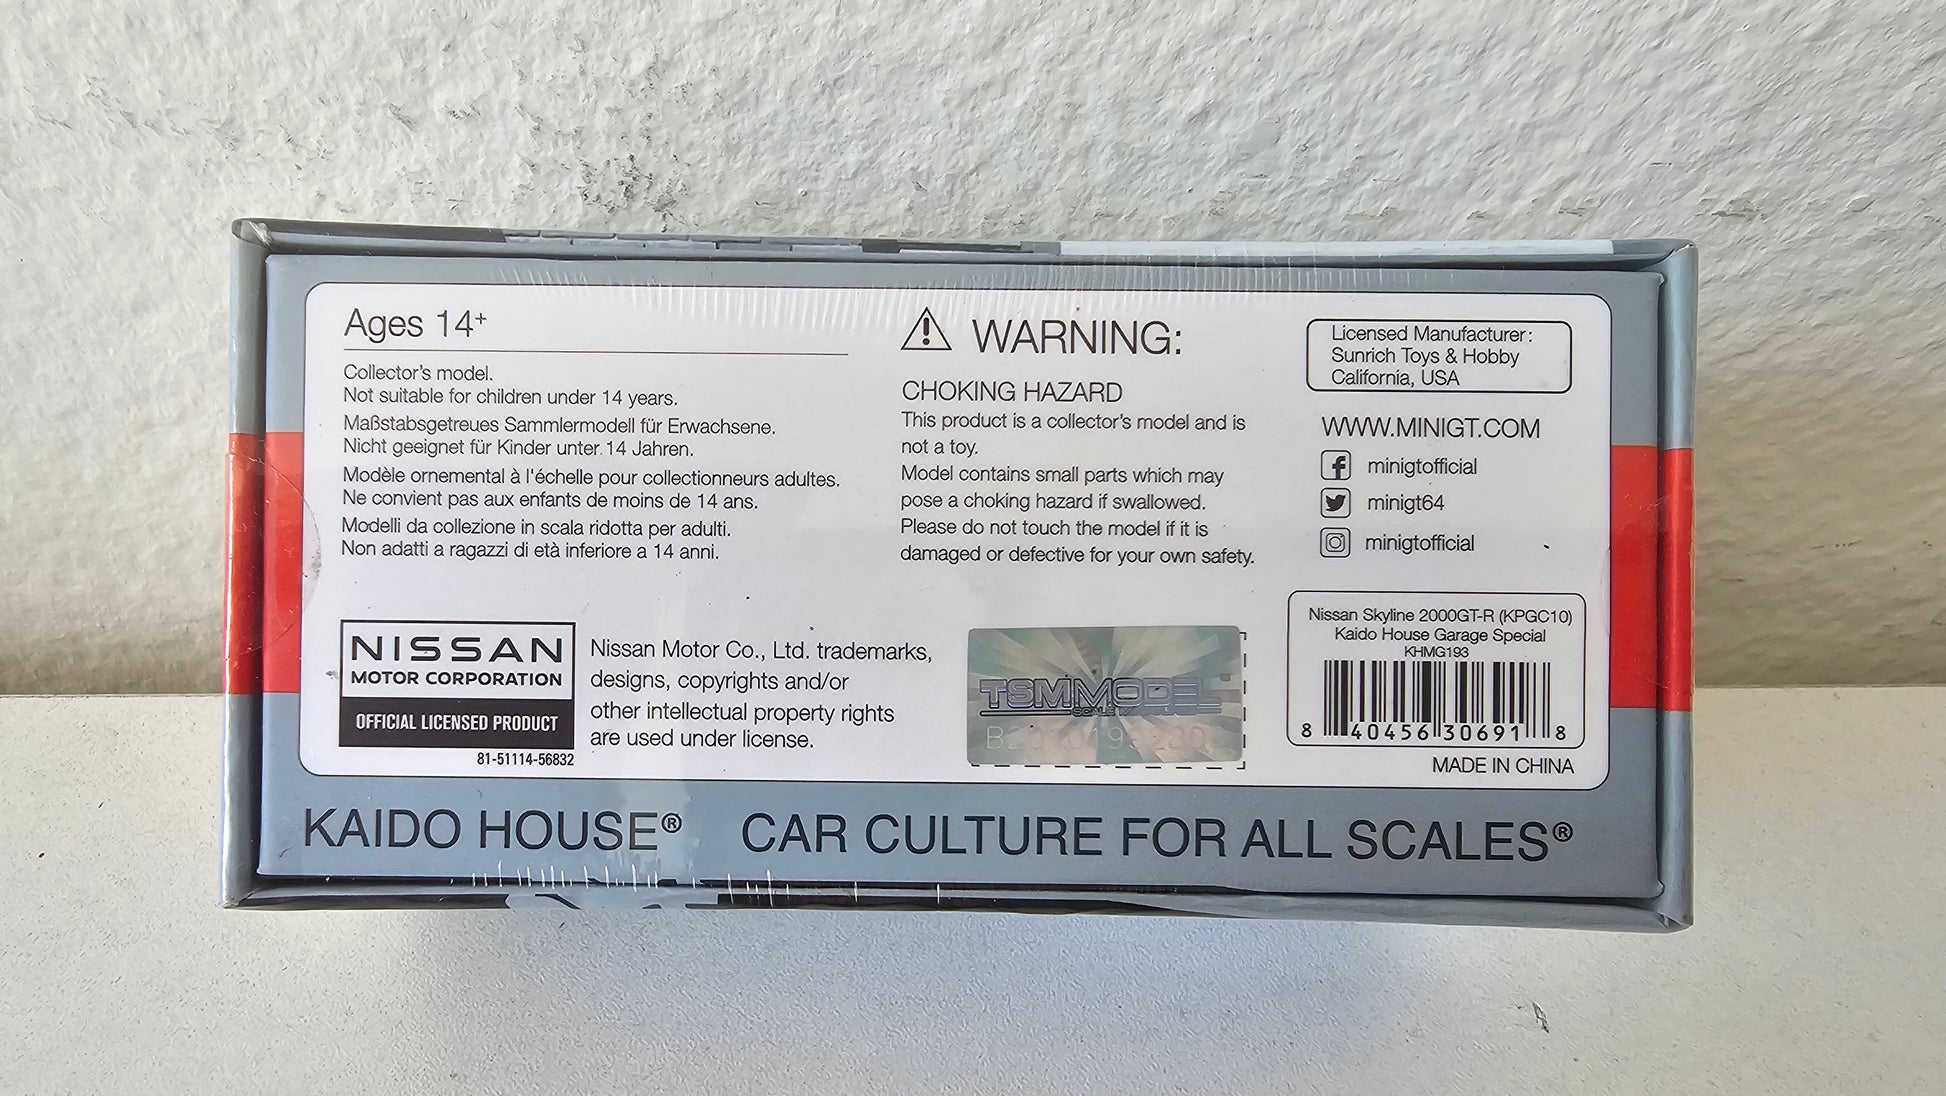 Ages 14+
Collector's model.
Not suitable for children under 14 years.
Maßstabsgetreues Sammlermodell für Erwachsene.
Nicht geeignet für Kinder unter 14 Jahren.
Modèle ornemental à l'échelle pour collectionneurs adultes.
Ne convient pas aux enfants de moins de 14 ans.
Modelli da collezione in scala ridotta per adulti.
Non adatti a ragazzi di età inferiore a 14 anni.
NISSAN
MOTOR CORPORATION
OFFICIAL LICENSED PRODUCT
81-51114-56832
Nissan Motor Co., Ltd. trademarks,
designs, copyrights and/or
other intellectual property rights
are used under license.
WARNING:
CHOKING HAZARD
This product is a collector's model and is
not a toy.
Model contains small parts which may
pose a choking hazard if swallowed.
Please do not touch the model if it is
damaged or defective for your own safety.
TSMMODEL
Licensed Manufacturer:
Sunrich Toys & Hobby
California, USA
WWW.MINIGT.COM
minigtofficial
minigt64
minigtofficial
Nissan Skyline 2000GT-R (KPGC10)
Kaido House Garage Special
KHMG193
8 40456 30691 8
MADE IN CHINA
KAIDO HOUSE® CAR CULTURE FOR ALL SCALES®